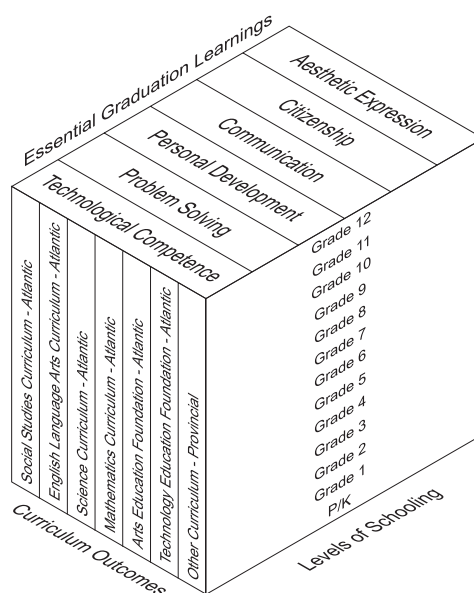 Essential Graduation Learnings
Aesthetic Expression
Citizenship
Communication
Personal Development
Problem Solving
Technological Competence
Social Studies Curriculum - Atlantic
English Language Arts Curriculum - Atlantic
Science Curriculum - Atlantic
Mathematics Curriculum - Atlantic
Arts Education Foundation - Atlantic
Technology Education Foundation - Atlantic
Other Curriculum - Provincial
Grade 12
Grade 11
Grade 10
Grade 9
Grade 8
Grade 7
Grade 6
Grade 5
Grade 4
Grade 3
Grade 2
Grade 1
P/K
Curriculum Outcomes
Levels of Schooling